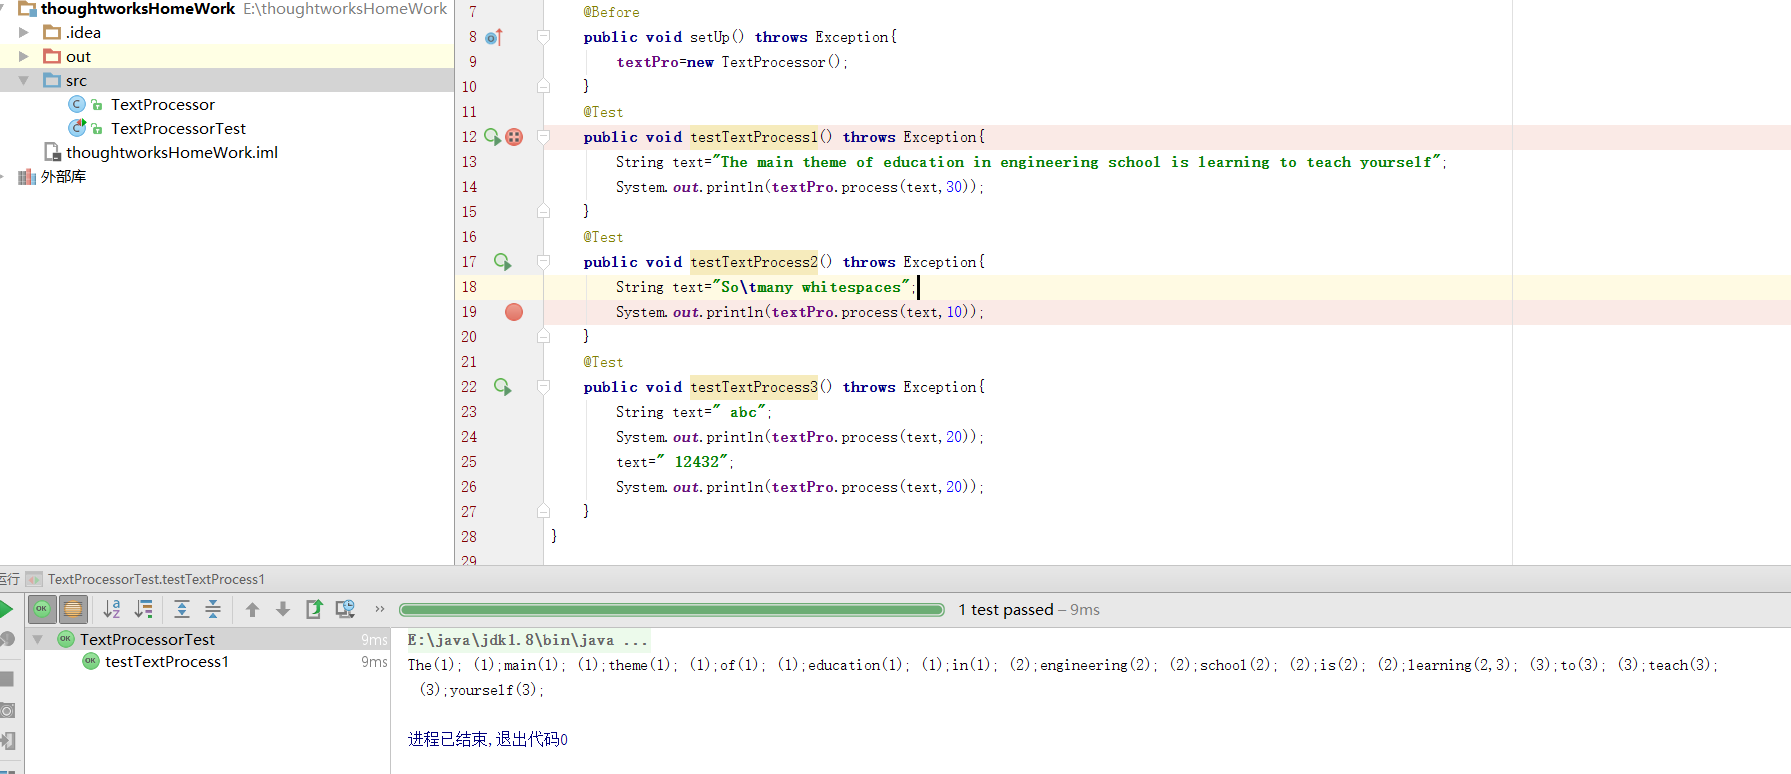 thoughtworksHomeWork E:\thoughtworksHomeWork
.idea
out
src
TextProcessor
TextProcessorTest
thoughtworksHomeWork.iml
外部库
7 @Before
8 public void setUp() throws Exception{
9 textPro=new TextProcessor();
10 }
11 @Test
12 public void testTextProcess1() throws Exception{
13 String text="The main theme of education in engineering school is learning to teach yourself";
14 System.out.println(textPro.process(text,30));
15 }
16 @Test
17 public void testTextProcess2() throws Exception{
18 String text="So\tmany whitespaces";
19 System.out.println(textPro.process(text,10));
20 }
21 @Test
22 public void testTextProcess3() throws Exception{
23 String text=" abc";
24 System.out.println(textPro.process(text,20));
25 text=" 12432";
26 System.out.println(textPro.process(text,20));
27 }
28 }
29
运行 TextProcessorTest.testTextProcess1
1 test passed – 9ms
TextProcessorTest 9ms
testTextProcess1 9ms
E:\java\jdk1.8\bin\java ...
The(1); (1);main(1); (1);theme(1); (1);of(1); (1);education(1); (1);in(1); (2);engineering(2); (2);school(2); (2);is(2); (2);learning(2,3); (3);to(3); (3);teach(3);
(3);yourself(3);
进程已结束,退出代码0